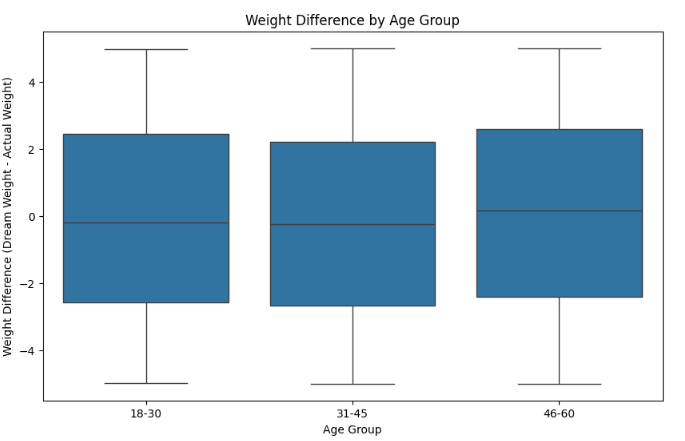 Weight Difference by Age Group
Weight Difference (Dream Weight - Actual Weight)
4
2
0
−2
−4
18-30
31-45
46-60
Age Group